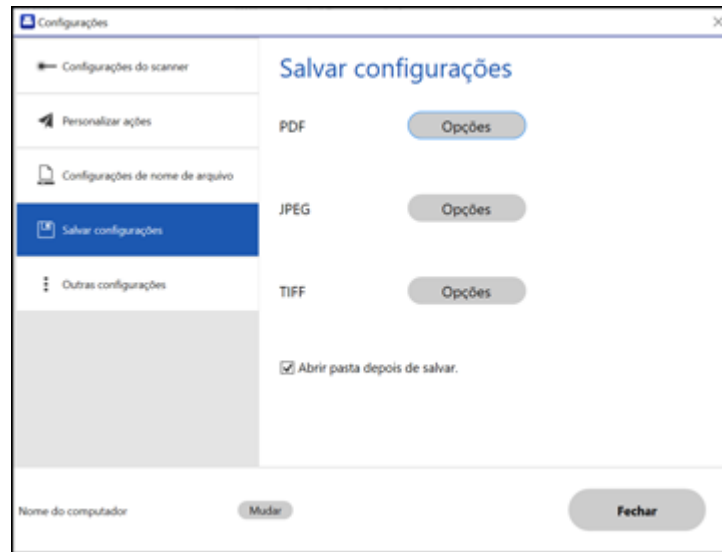 Configurações
Configurações do scanner
Personalizar ações
Configurações de nome de arquivo
Salvar configurações
Outras configurações
Salvar configurações
PDF Opções
JPEG Opções
TIFF Opções
Abrir pasta depois de salvar.
Nome do computador Mudar Fechar